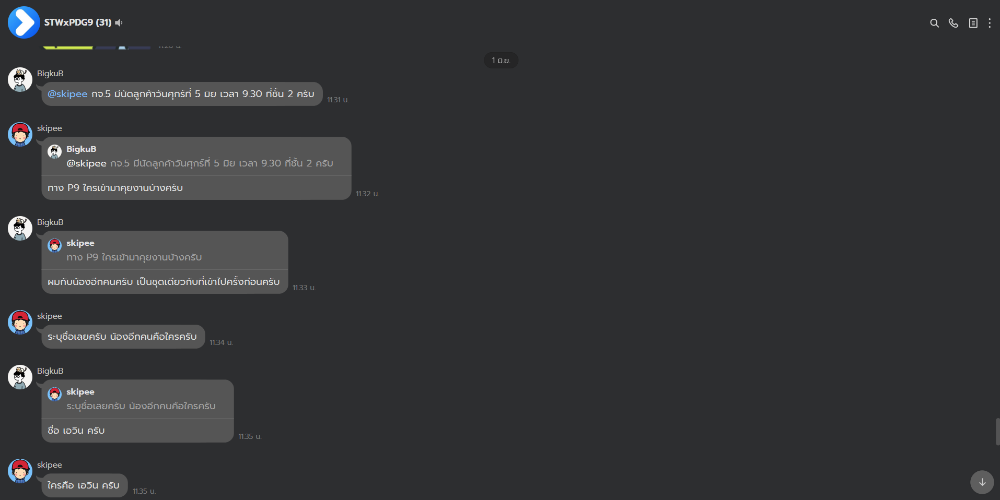 STWxPDG9 (31)
1 มิ.ย.
BigkuB
@skipee กจ.5 มีนัดลูกค้าวันศุกร์ที่ 5 มิย เวลา 9.30 ที่ชั้น 2 ครับ
11.31 น.
skipee
BigkuB
@skipee กจ.5 มีนัดลูกค้าวันศุกร์ที่ 5 มิย เวลา 9.30 ที่ชั้น 2 ครับ
ทาง P9 ใครเข้ามาคุยงานบ้างครับ
11.32 น.
BigkuB
skipee
ทาง P9 ใครเข้ามาคุยงานบ้างครับ
ผมกับน้องอีกคนครับ เป็นชุดเดียวกับที่เข้าไปครั้งก่อนครับ
11.33 น.
skipee
ระบุชื่อเลยครับ น้องอีกคนคือใครครับ
11.34 น.
BigkuB
skipee
ระบุชื่อเลยครับ น้องอีกคนคือใครครับ
ชื่อ เอวิน ครับ
11.35 น.
skipee
ใครคือ เอวิน ครับ
11.35 น.